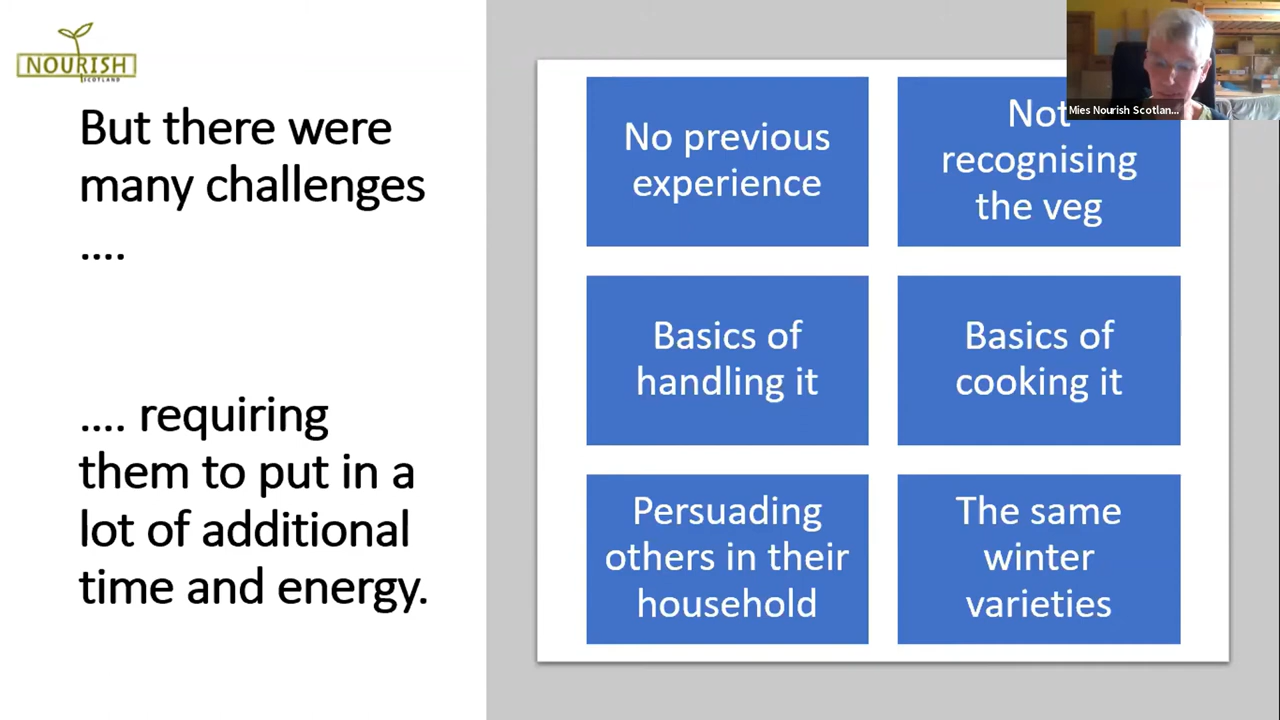 NOURISH
SCOTLAND
But there were
many challenges
....
.... requiring
them to put in a
lot of additional
time and energy.
No previous
experience
Not
recognising
the veg
Basics of
handling it
Basics of
cooking it
Persuading
others in their
household
The same
winter
varieties
Mies Nourish Scotlan...